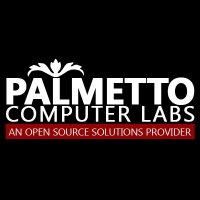 PALMETTO
COMPUTER LABS
AN OPEN SOURCE SOLUTIONS PROVIDER